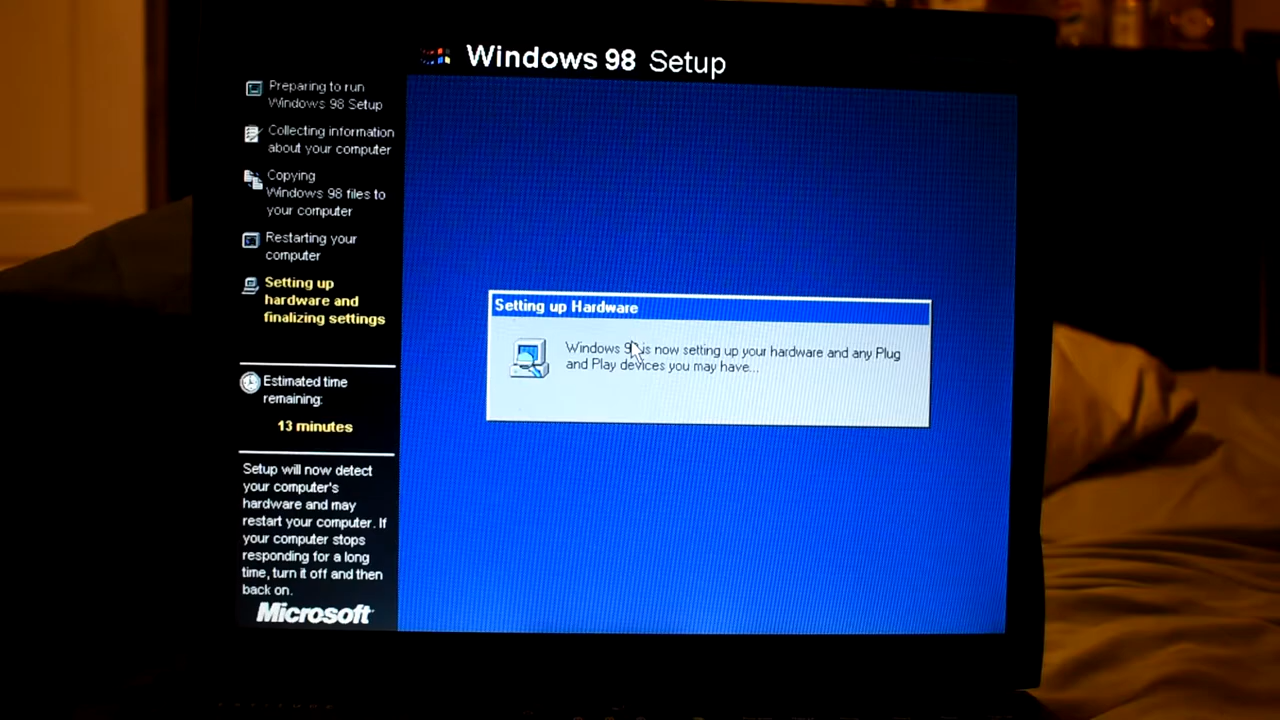 Windows 98 Setup
Preparing to run
Windows 98 Setup
Collecting information
about your computer
Copying
Windows 98 files to
your computer
Restarting your
computer
Setting up
hardware and
finalizing settings
Estimated time
remaining:
13 minutes
Setup will now detect
your computer's
hardware and may
restart your computer. If
your computer stops
responding for a long
time, turn it off and then
back on.
Microsoft
Setting up Hardware
Windows is now setting up your hardware and any Plug
and Play devices you may have...